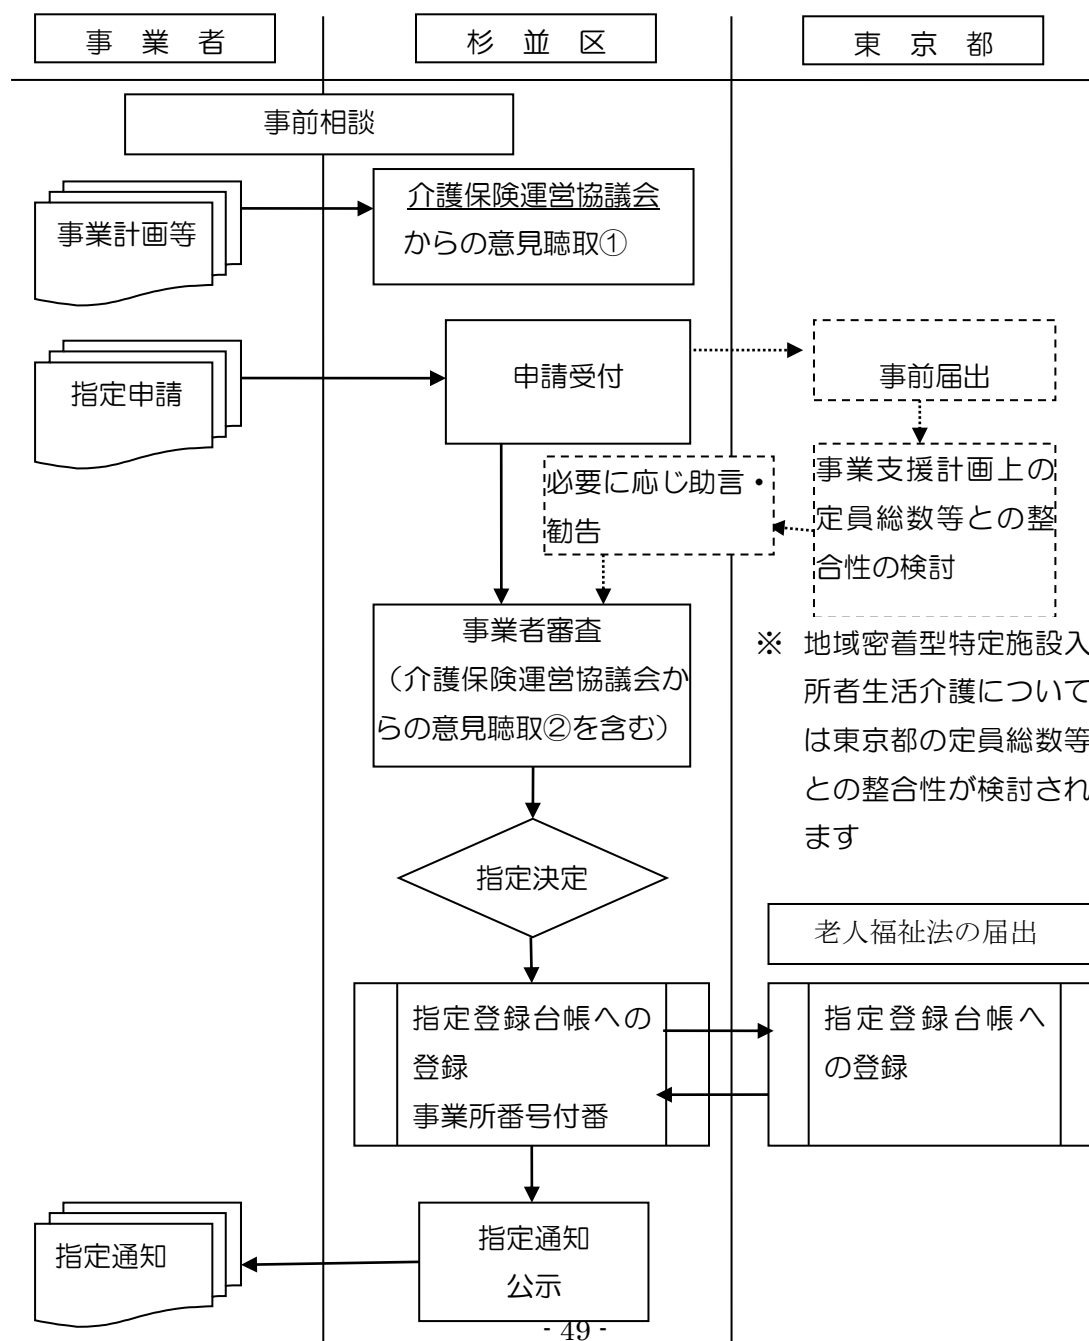 事 業 者
杉 並 区
東 京 都
事前相談
事業計画等
介護保険運営協議会
からの意見聴取①
指定申請
申請受付
事前届出
必要に応じ助言・
勧告
事業支援計画上の
定員総数等との整
合性の検討
事業者審査
（介護保険運営協議会か
らの意見聴取②を含む）
※ 地域密着型特定施設入
所者生活介護について
は東京都の定員総数等
との整合性が検討され
ます
指定決定
老人福祉法の届出
指定登録台帳への
登録
事業所番号付番
指定登録台帳へ
の登録
指定通知
指定通知
公示
- 49 -